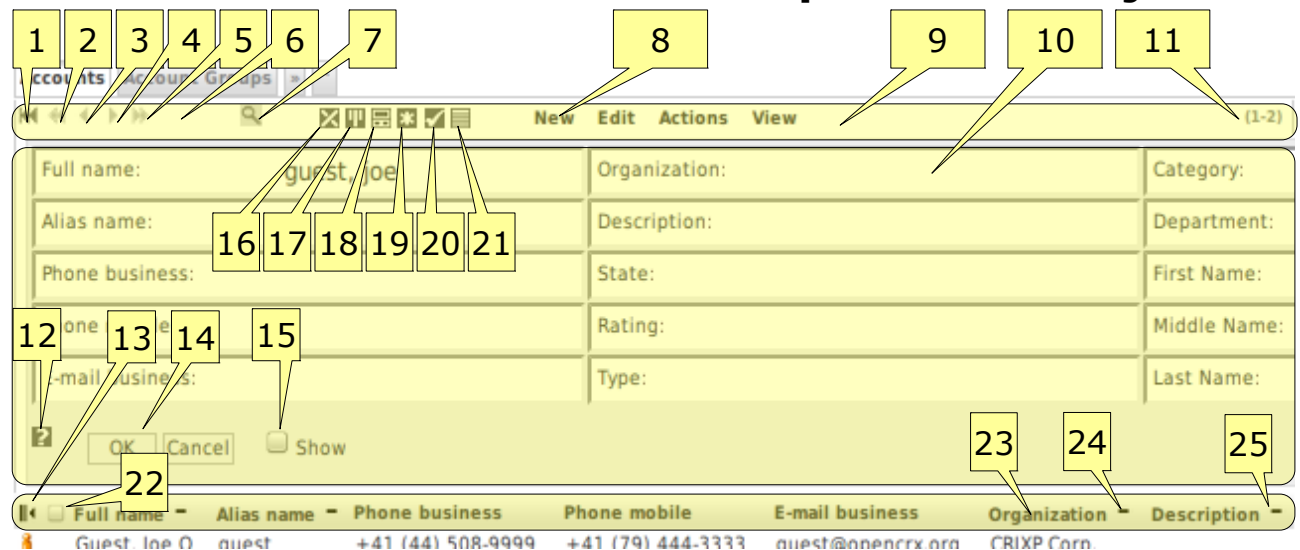 1 2 3 4 5 6 7 8 9 10 11
Accounts Account Groups »
New Edit Actions View (1-2)
Full name: guest, joe Organization: Category:
Alias name: Description: Department:
16 17 18 19 20 21
Phone business: State: First Name:
12 13 14 15 Rating: Middle Name:
E-mail business: Type: Last Name:
? OK Cancel Show 23 24 25
22
Full name Alias name Phone business Phone mobile E-mail business Organization Description
Guest, Joe O guest +41 (44) 508-9999 +41 (79) 444-3333 guest@opencrx.org CRIXP Corp.